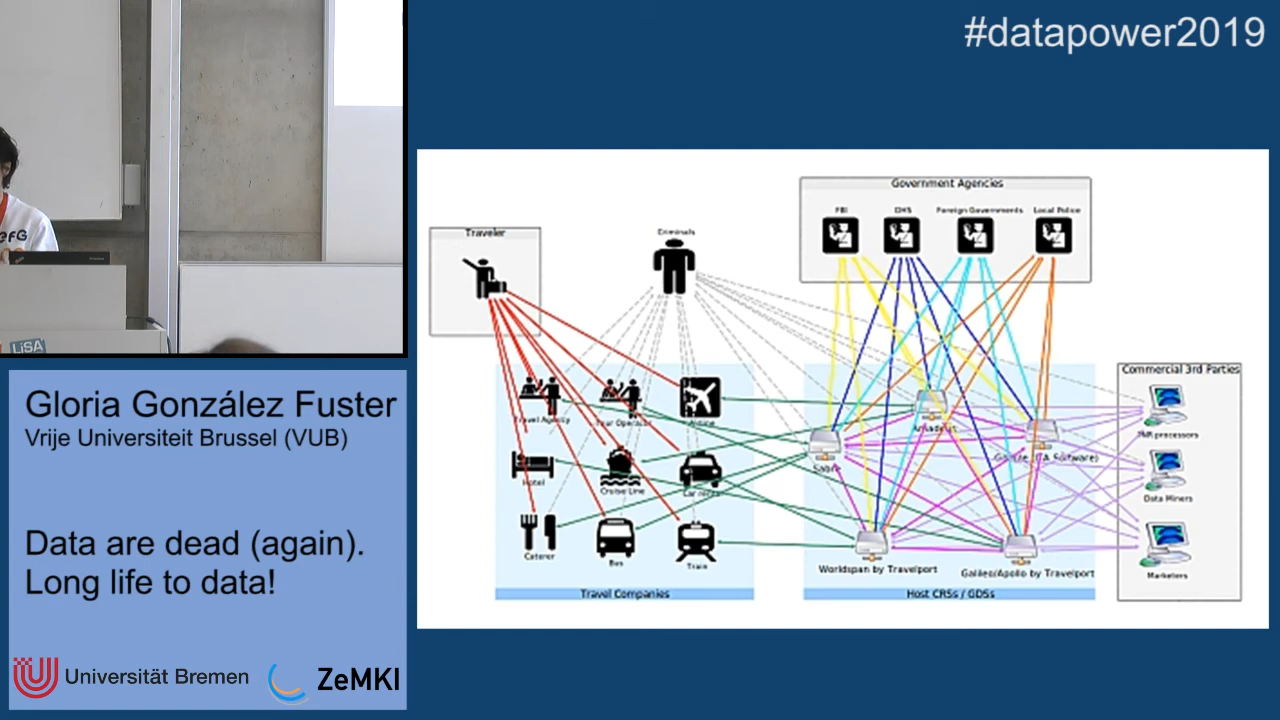 #datapower2019
Government Agencies
FBI
DHS
Foreign Governments
Local Police
Traveler
Criminals
Commercial 3rd Parties
Travel Agency
Tour Operator
Airline
PNR processors
Amadeus
Google (ITA Software)
Sabre
Hotel
Cruise Line
Car rental
Data Miners
Caterer
Bus
Train
Worldspan by Travelport
Galileo/Apollo by Travelport
Marketers
Travel Companies
Host CRSs / GDSs
EFG
LiSA
Gloria González Fuster
Vrije Universiteit Brussel (VUB)
Data are dead (again).
Long life to data!
Universität Bremen
ZeMKI